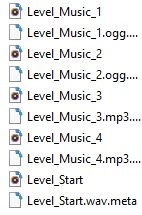 Level_Music_1
Level_Music_1.ogg....
Level_Music_2
Level_Music_2.ogg....
Level_Music_3
Level_Music_3.mp3...
Level_Music_4
Level_Music_4.mp3...
Level_Start
Level_Start.wav.meta